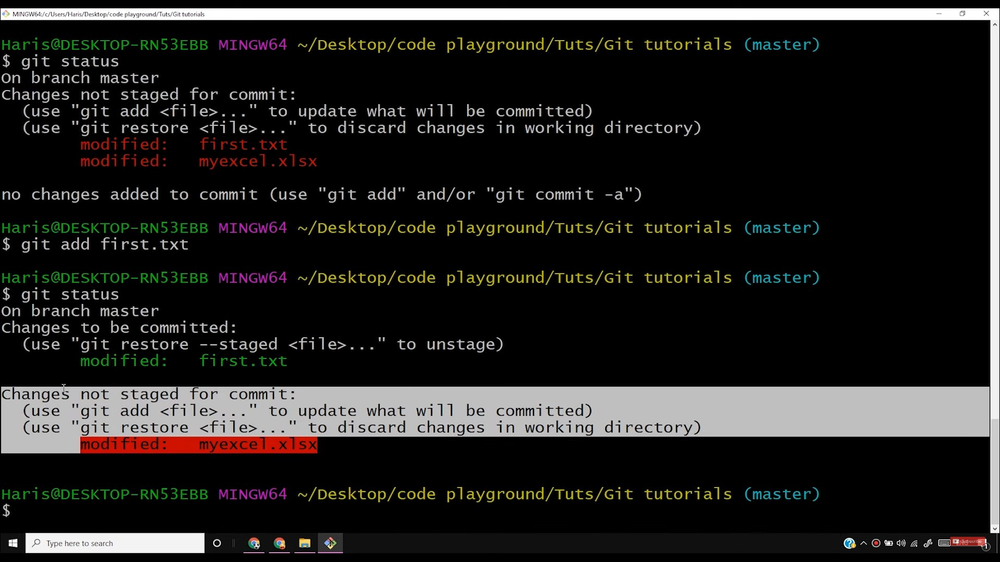 MINGW64:/c/Users/Haris/Desktop/code playground/Tuts/Git tutorials
Haris@DESKTOP-RN53EBB MINGW64 ~/Desktop/code playground/Tuts/Git tutorials (master)
$ git status
On branch master
Changes not staged for commit:
  (use "git add <file>..." to update what will be committed)
  (use "git restore <file>..." to discard changes in working directory)
        modified:   first.txt
        modified:   myexcel.xlsx
no changes added to commit (use "git add" and/or "git commit -a")
Haris@DESKTOP-RN53EBB MINGW64 ~/Desktop/code playground/Tuts/Git tutorials (master)
$ git add first.txt
Haris@DESKTOP-RN53EBB MINGW64 ~/Desktop/code playground/Tuts/Git tutorials (master)
$ git status
On branch master
Changes to be committed:
  (use "git restore --staged <file>..." to unstage)
        modified:   first.txt
Changes not staged for commit:
  (use "git add <file>..." to update what will be committed)
  (use "git restore <file>..." to discard changes in working directory)
        modified:   myexcel.xlsx
Haris@DESKTOP-RN53EBB MINGW64 ~/Desktop/code playground/Tuts/Git tutorials (master)
$
Type here to search
Subscribe
1